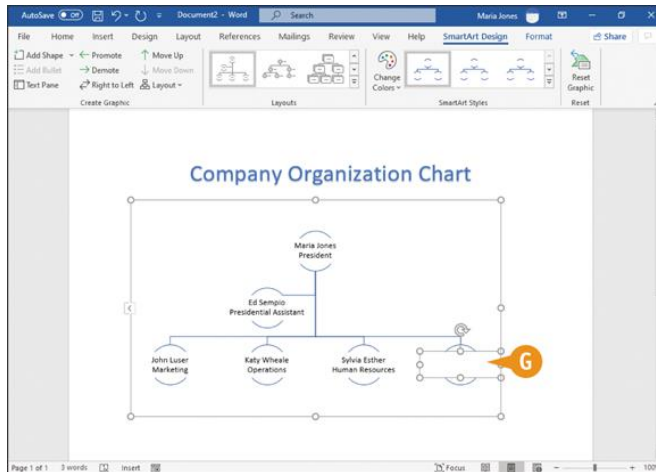 AutoSave Off Document2 - Word Search Maria Jones
File Home Insert Design Layout References Mailings Review View Help SmartArt Design Format Share
Add Shape Promote Move Up
Add Bullet Demote Move Down
Text Pane Right to Left Layout
Change
Colors
Reset
Graphic
Create Graphic Layouts SmartArt Styles Reset
Company Organization Chart
Maria Jones
President
Ed Sempio
Presidential Assistant
John Luser
Marketing
Katy Wheale
Operations
Sylvia Esther
Human Resources
G
Page 1 of 1 3 words Insert Focus 100%